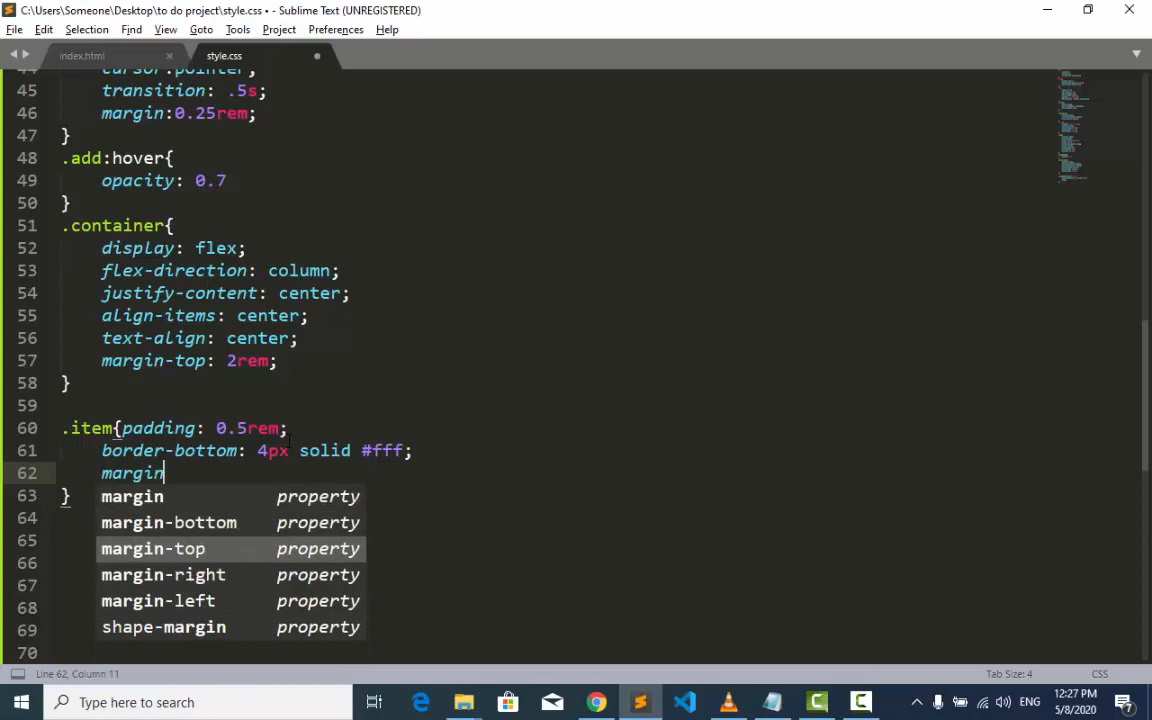 C:\Users\Someone\Desktop\to do project\style.css • - Sublime Text (UNREGISTERED)
File Edit Selection Find View Goto Tools Project Preferences Help
index.html style.css
44 cursor:pointer;
45 transition: .5s;
46 margin:0.25rem;
47 }
48 .add:hover{
49 opacity: 0.7
50 }
51 .container{
52 display: flex;
53 flex-direction: column;
54 justify-content: center;
55 align-items: center;
56 text-align: center;
57 margin-top: 2rem;
58 }
59
60 .item{padding: 0.5rem;
61 border-bottom: 4px solid #fff;
62 margin
63 }
margin property
64
margin-bottom property
65
margin-top property
66
margin-right property
67
margin-left property
68
shape-margin property
69
70
Line 62, Column 11 Tab Size: 4 CSS
Type here to search
ENG
12:27 PM
5/8/2020
7